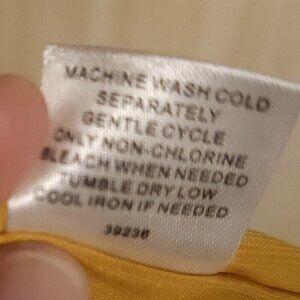 MACHINE WASH COLD
SEPARATELY
GENTLE CYCLE
ONLY NON-CHLORINE
BLEACH WHEN NEEDED
TUMBLE DRY LOW
COOL IRON IF NEEDED
39236